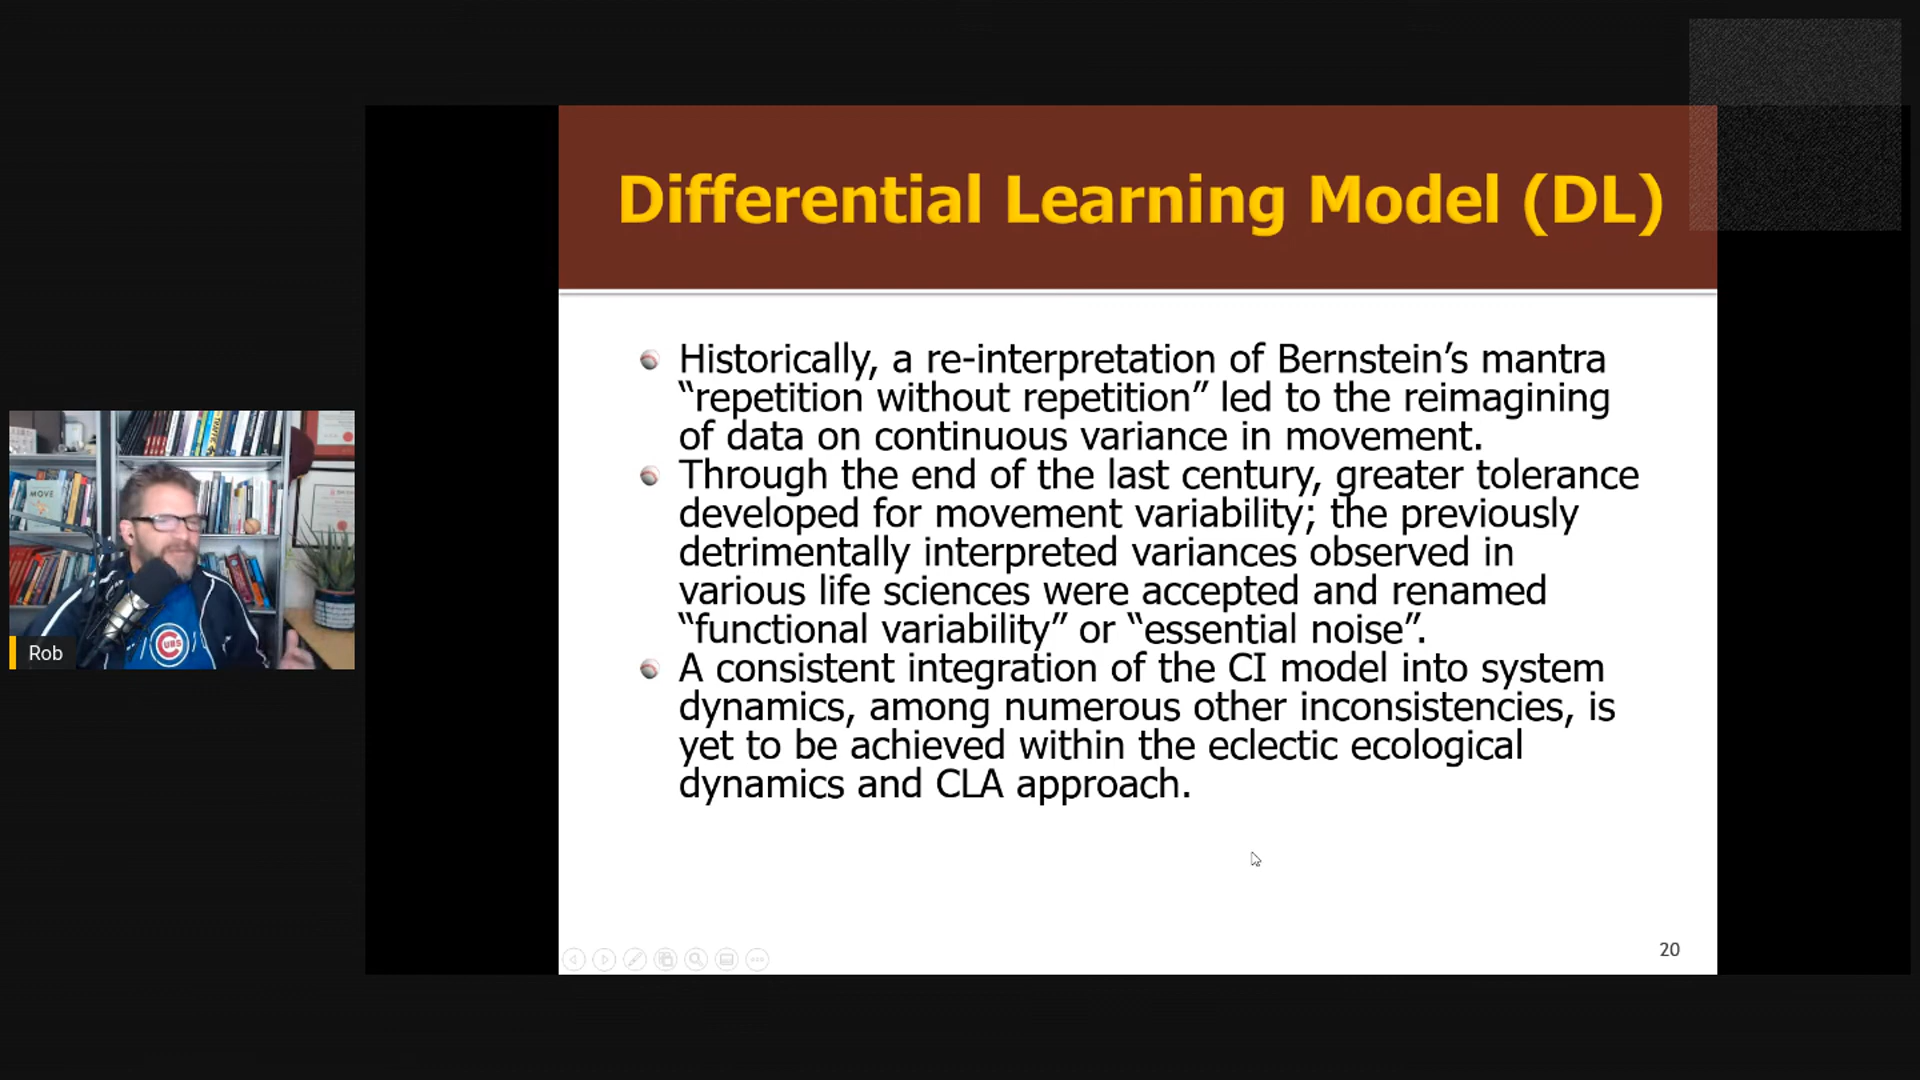 Differential Learning Model (DL)
Historically, a re-interpretation of Bernstein’s mantra
“repetition without repetition” led to the reimagining
of data on continuous variance in movement.
Through the end of the last century, greater tolerance
developed for movement variability; the previously
detrimentally interpreted variances observed in
various life sciences were accepted and renamed
“functional variability” or “essential noise”.
A consistent integration of the CI model into system
dynamics, among numerous other inconsistencies, is
yet to be achieved within the eclectic ecological
dynamics and CLA approach.
20
MOVE
CUBS
Rob